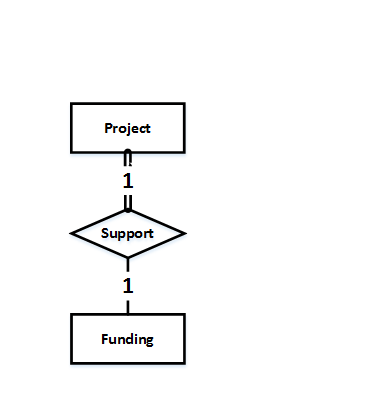 Project
1
Support
1
Funding